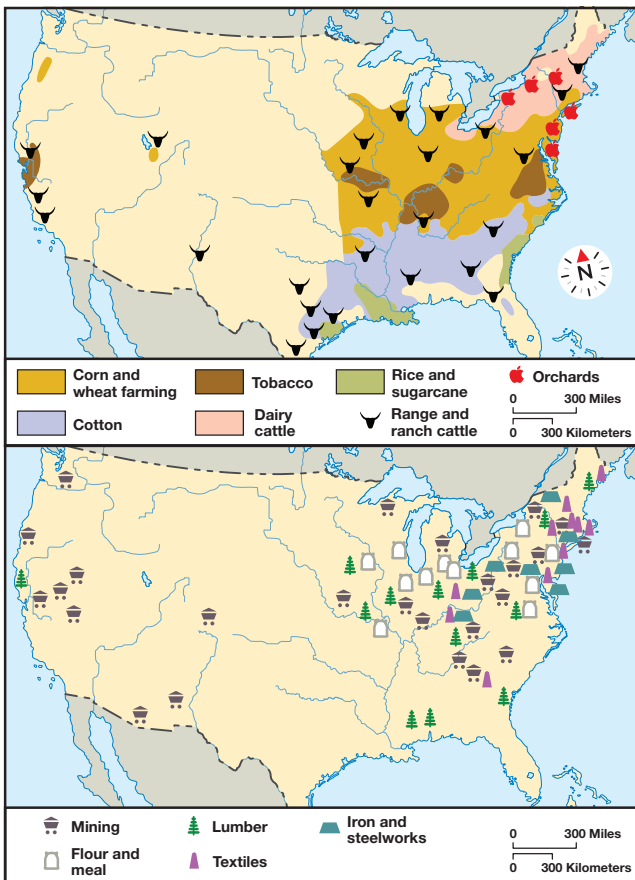 N
Corn and
wheat farming
Tobacco
Rice and
sugarcane
Orchards
Cotton
Dairy
cattle
Range and
ranch cattle
0 300 Miles
0 300 Kilometers
Mining
Lumber
Iron and
steelworks
Flour and
meal
Textiles
0 300 Miles
0 300 Kilometers